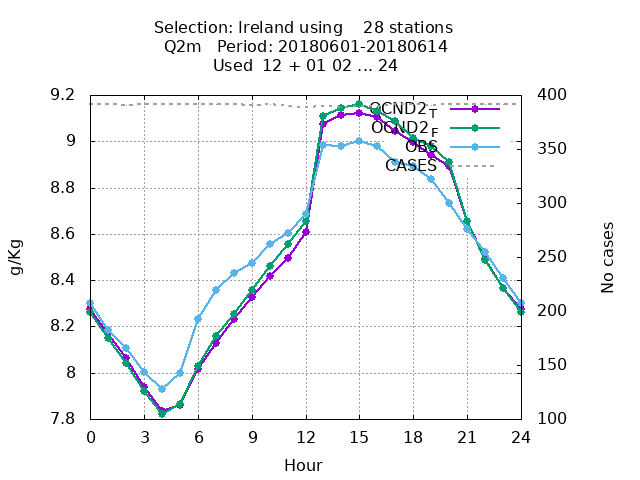 Selection: Ireland using 28 stations
Q2m Period: 20180601-20180614
Used 12 + 01 02 ... 24
9.2
9
8.8
8.6
8.4
8.2
8
7.8
g/Kg
400
350
300
250
200
150
100
No cases
OCND2T
OCND2F
OBS
CASES
0 3 6 9 12 15 18 21 24
Hour